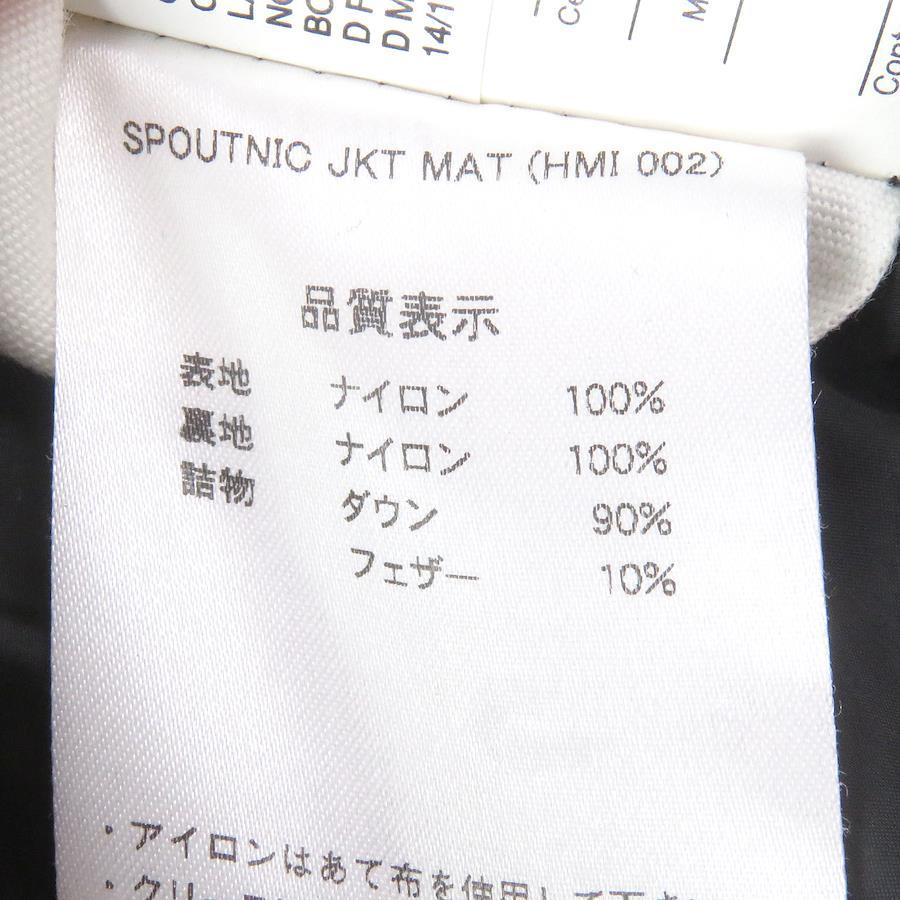 14/1
SPOUTNIC JKT MAT (HMI 002)
品質表示
表地 ナイロン 100%
裏地 ナイロン 100%
詰物 ダウン 90%
フェザー 10%
・アイロンはあて布を使用して下さ